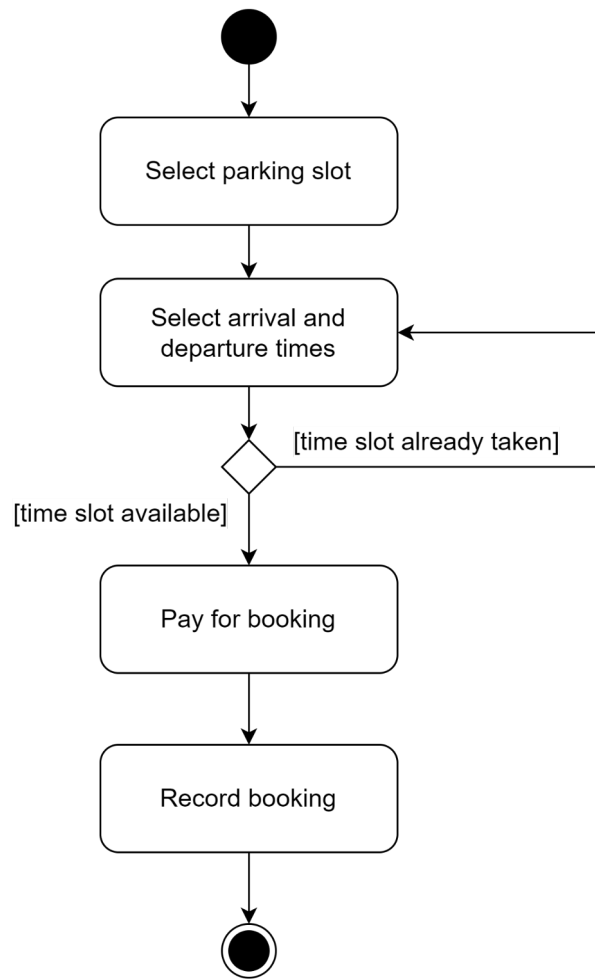 Select parking slot
Select arrival and
departure times
[time slot already taken]
[time slot available]
Pay for booking
Record booking